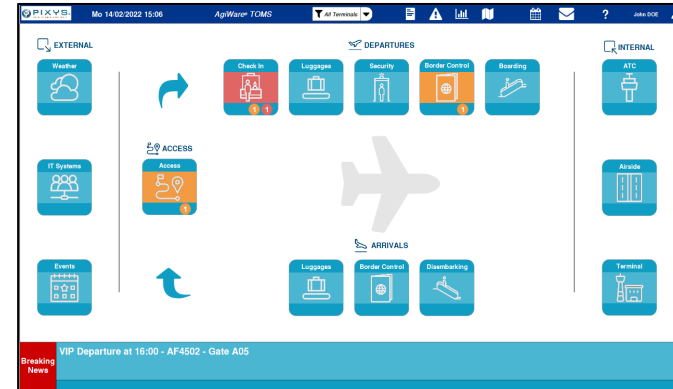 PIXYS
Mo 14/02/2022 15:06
AgiWare® TOMS
All Terminals
?
John DOE
EXTERNAL
DEPARTURES
INTERNAL
Weather
Check In
Luggages
Security
Border Control
Boarding
ATC
1
1
1
ACCESS
IT Systems
Access
Airside
1
ARRIVALS
Events
Luggages
Border Control
Disembarking
Terminal
Breaking
News
VIP Departure at 16:00 - AF4502 - Gate A05